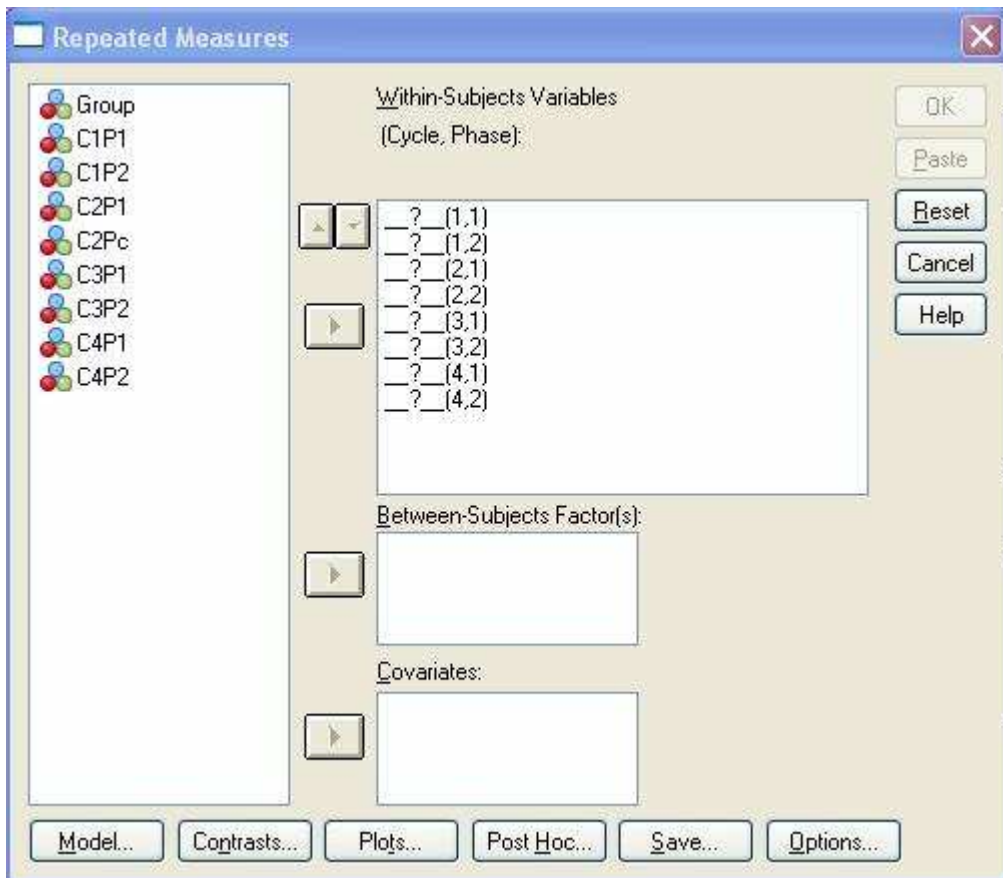 Repeated Measures
Group
C1P1
C1P2
C2P1
C2Pc
C3P1
C3P2
C4P1
C4P2
Within-Subjects Variables
(Cycle, Phase):
__?__(1,1)
__?__(1,2)
__?__(2,1)
__?__(2,2)
__?__(3,1)
__?__(3,2)
__?__(4,1)
__?__(4,2)
Between-Subjects Factor(s):
Covariates:
OK
Paste
Reset
Cancel
Help
Model...
Contrasts...
Plots...
Post Hoc...
Save...
Options...